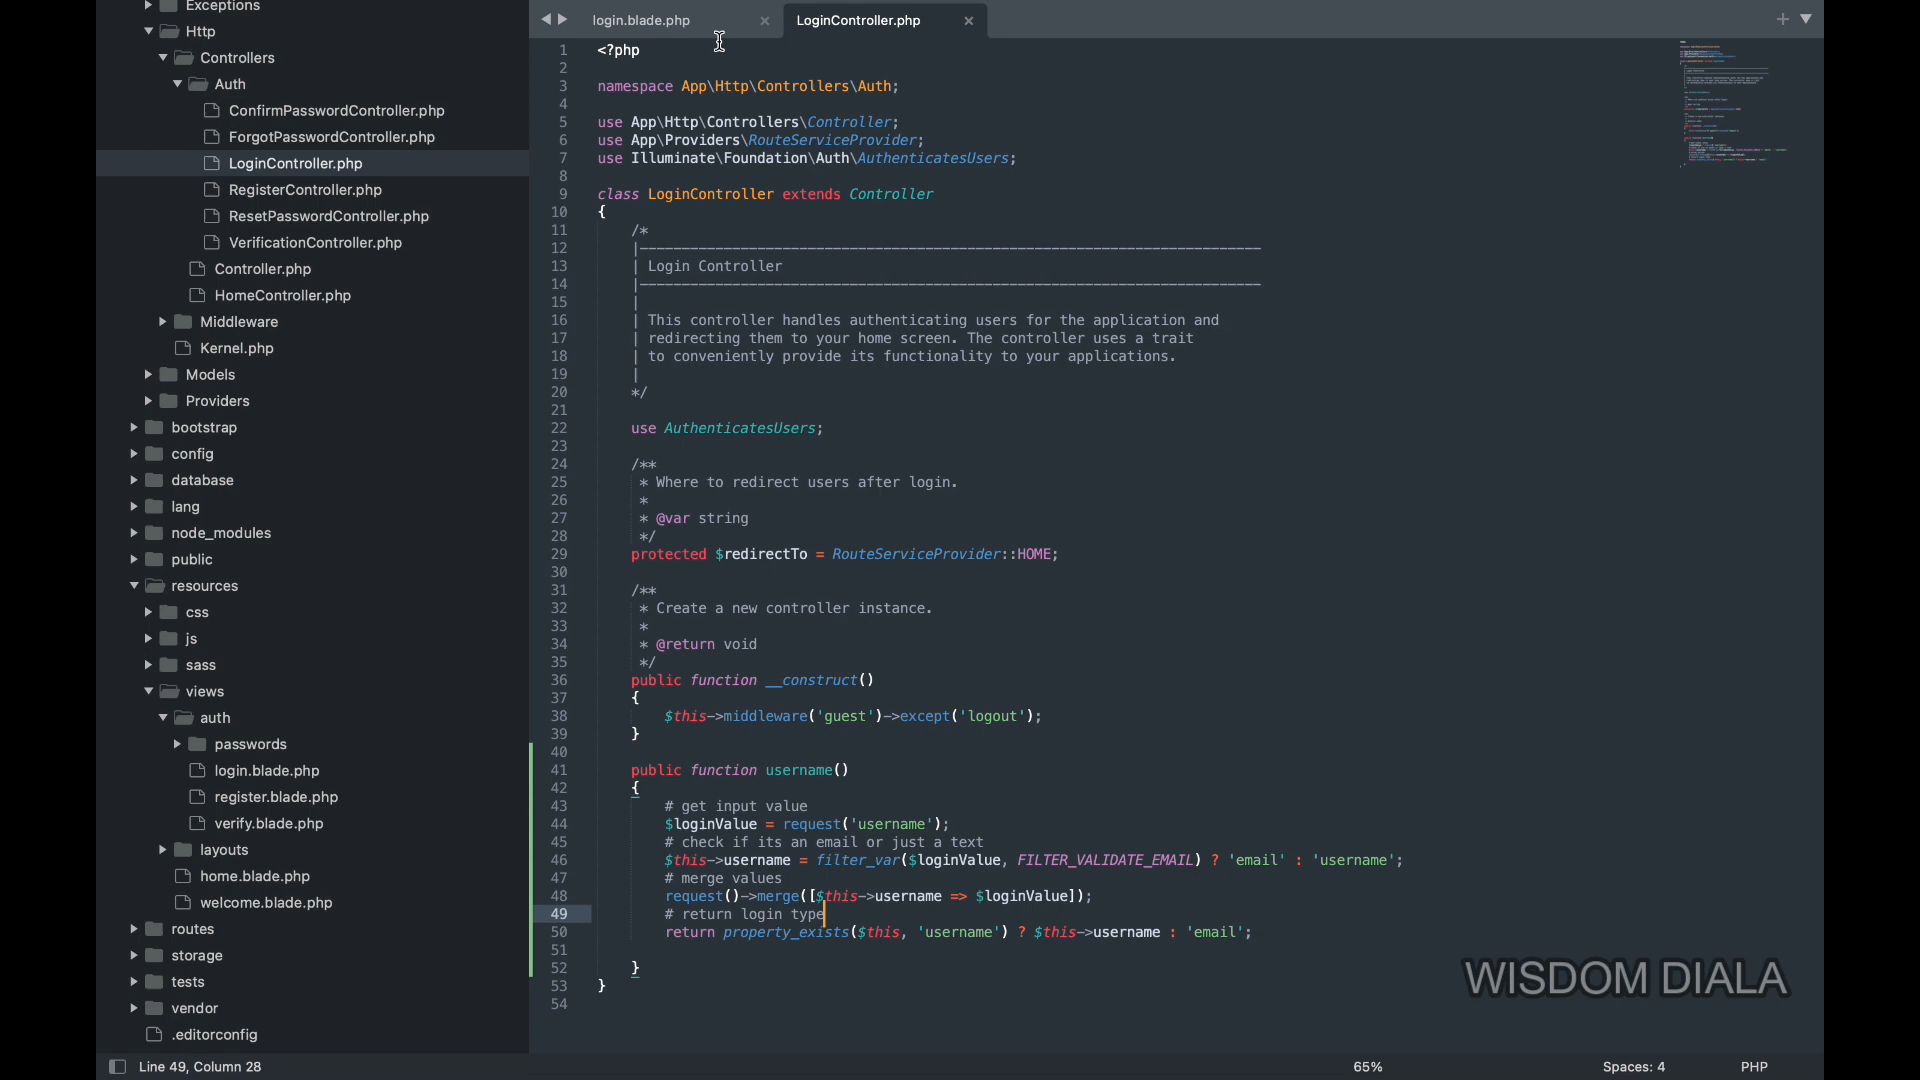 Exceptions
Http
Controllers
Auth
ConfirmPasswordController.php
ForgotPasswordController.php
LoginController.php
RegisterController.php
ResetPasswordController.php
VerificationController.php
Controller.php
HomeController.php
Middleware
Kernel.php
Models
Providers
bootstrap
config
database
lang
node_modules
public
resources
css
js
sass
views
auth
passwords
login.blade.php
register.blade.php
verify.blade.php
layouts
home.blade.php
welcome.blade.php
routes
storage
tests
vendor
.editorconfig
login.blade.php × LoginController.php ×
1 <?php
2
3 namespace App\Http\Controllers\Auth;
4
5 use App\Http\Controllers\Controller;
6 use App\Providers\RouteServiceProvider;
7 use Illuminate\Foundation\Auth\AuthenticatesUsers;
8
9 class LoginController extends Controller
10 {
11 /*
12 |--------------------------------------------------------------------------
13 | Login Controller
14 |--------------------------------------------------------------------------
15 |
16 | This controller handles authenticating users for the application and
17 | redirecting them to your home screen. The controller uses a trait
18 | to conveniently provide its functionality to your applications.
19 |
20 */
21
22 use AuthenticatesUsers;
23
24 /**
25 * Where to redirect users after login.
26 *
27 * @var string
28 */
29 protected $redirectTo = RouteServiceProvider::HOME;
30
31 /**
32 * Create a new controller instance.
33 *
34 * @return void
35 */
36 public function __construct()
37 {
38 $this->middleware('guest')->except('logout');
39 }
40
41 public function username()
42 {
43 # get input value
44 $loginValue = request('username');
45 # check if its an email or just a text
46 $this->username = filter_var($loginValue, FILTER_VALIDATE_EMAIL) ? 'email' : 'username';
47 # merge values
48 request()->merge([$this->username => $loginValue]);
49 # return login type
50 return property_exists($this, 'username') ? $this->username : 'email';
51
52 }
53 }
54
WISDOM DIALA
Line 49, Column 28 65% Spaces: 4 PHP